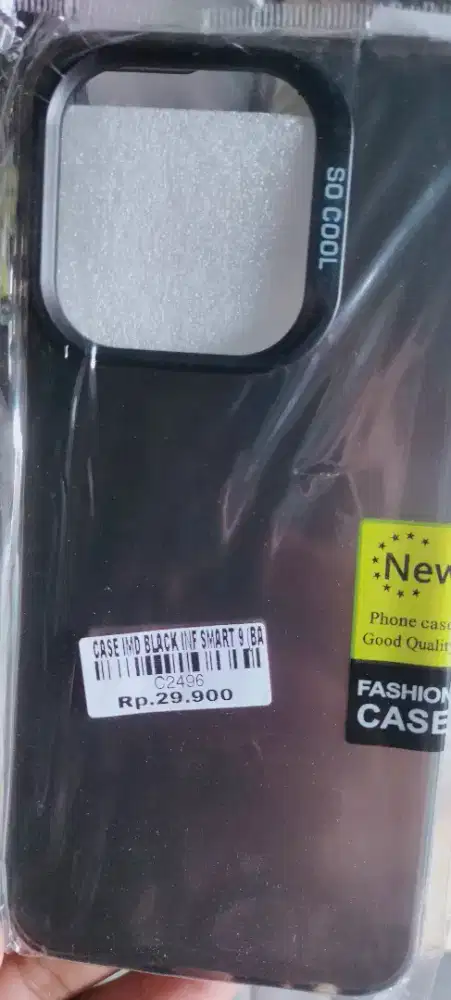 SO COOL
New
Phone case
Good Quality
FASHION
CASE
CASE IMD BLACK INF SMART 9/BA
C2496
Rp.29.900